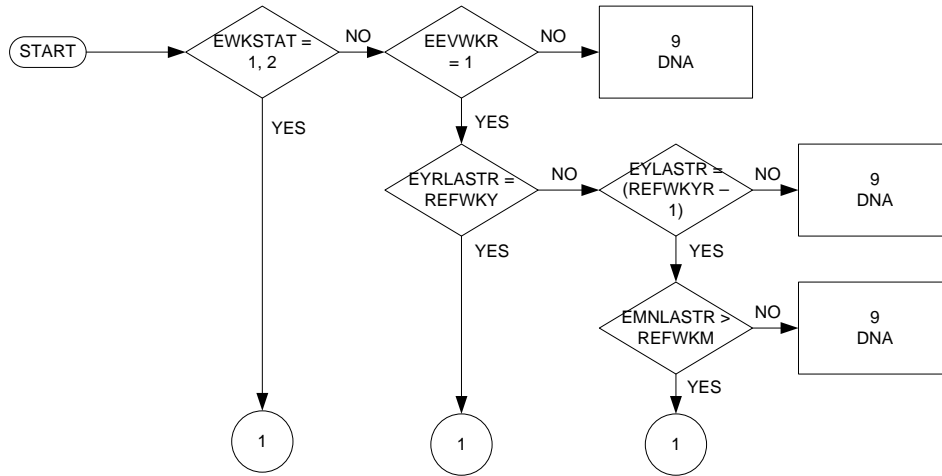 START
EWKSTAT =
1, 2
NO
EEVWKR
= 1
NO
9
DNA
YES
YES
EYRLASTR =
REFWKY
NO
EYLASTR =
(REFWKYR –
1)
NO
9
DNA
YES
YES
EMNLASTR >
REFWKM
NO
9
DNA
YES
1
1
1